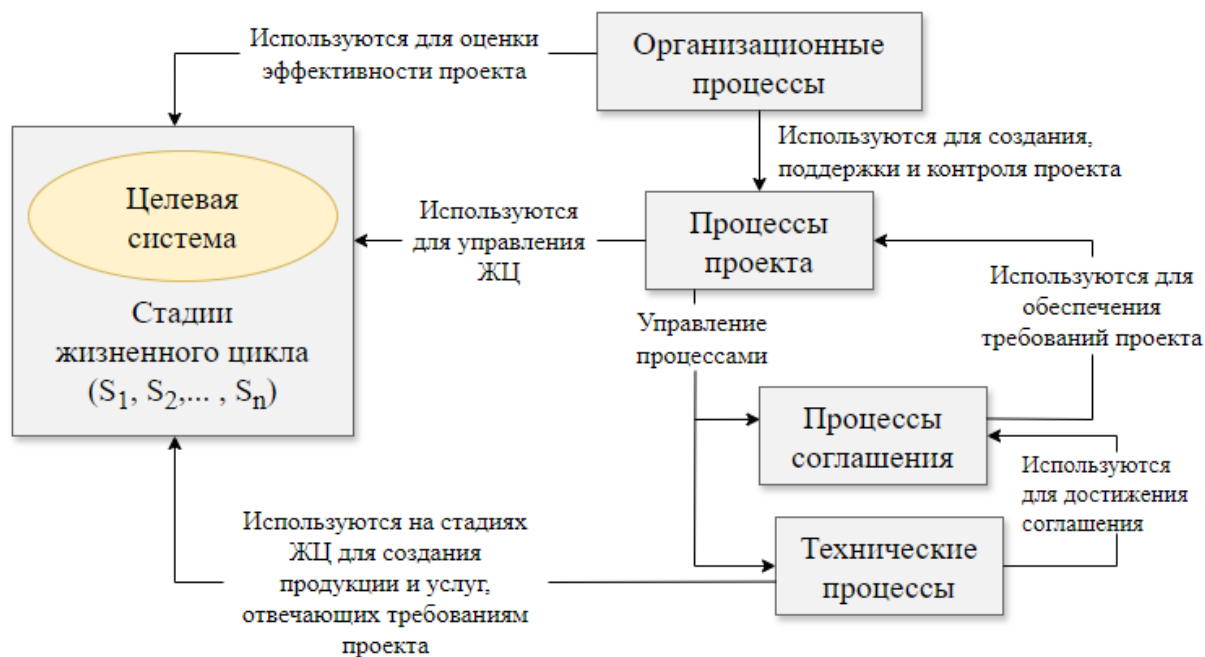 Используются для оценки
эффективности проекта
Организационные
процессы
Используются для создания,
поддержки и контроля проекта
Целевая
система
Стадии
жизненного цикла
(S1, S2,... , Sn)
Используются
для управления
ЖЦ
Процессы
проекта
Используются для
обеспечения
требований проекта
Управление
процессами
Процессы
соглашения
Используются
для достижения
соглашения
Технические
процессы
Используются на стадиях
ЖЦ для создания
продукции и услуг,
отвечающих требованиям
проекта